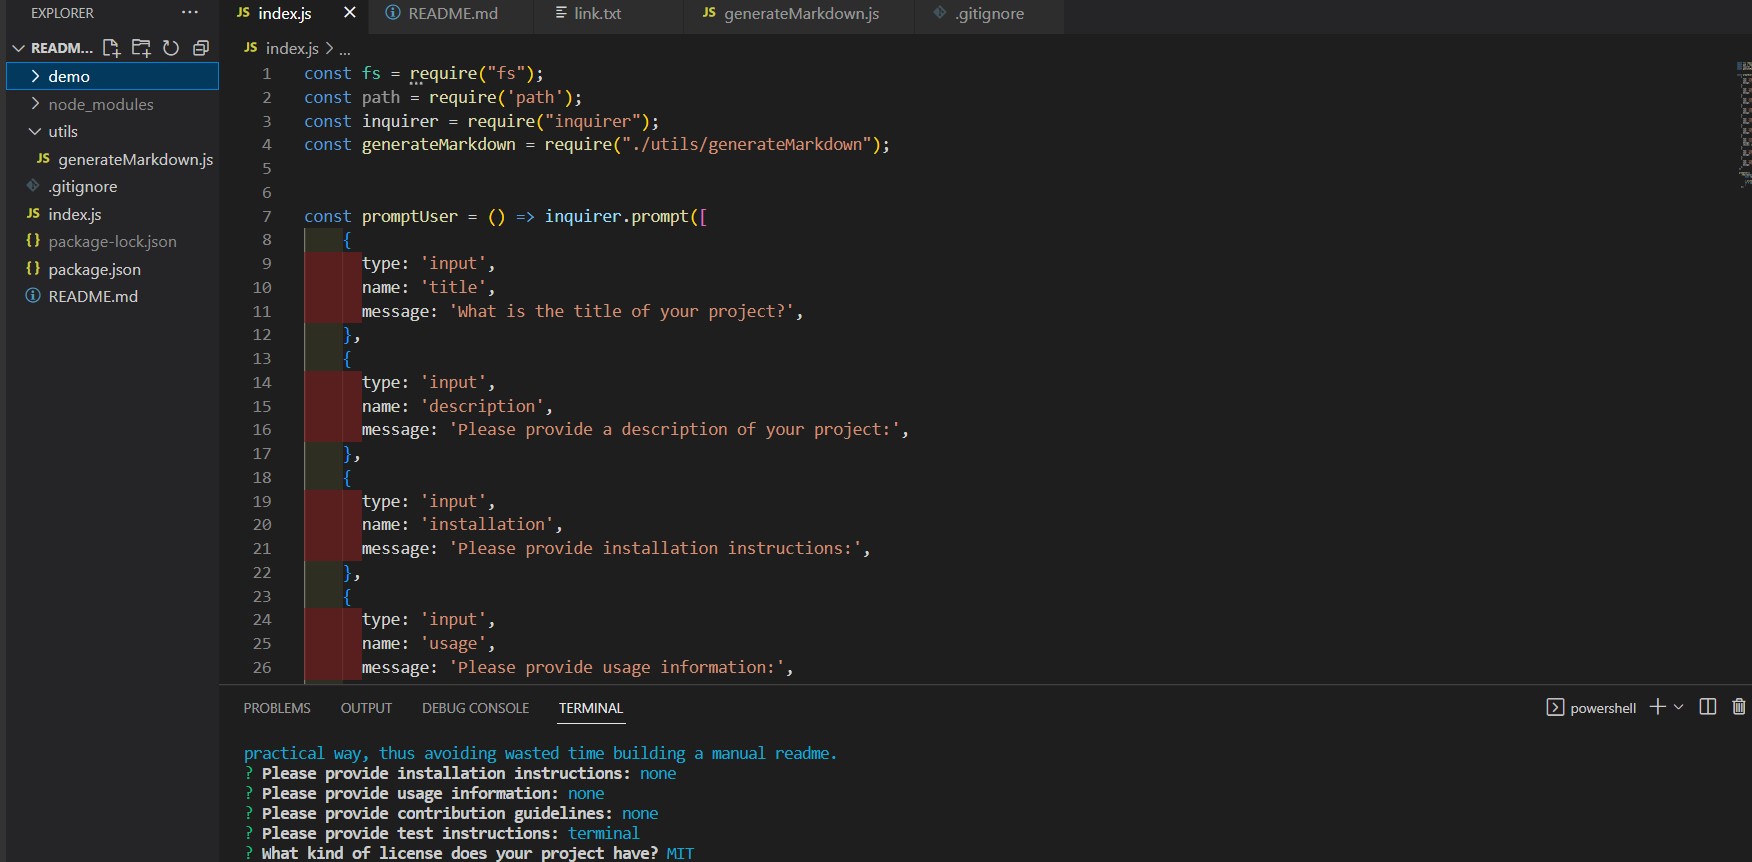 EXPLORER ...
READM...
demo
node_modules
utils
JS generateMarkdown.js
.gitignore
JS index.js
{} package-lock.json
{} package.json
README.md
JS index.js
README.md
link.txt
JS generateMarkdown.js
.gitignore
JS index.js > ...
1 const fs = require("fs");
2 const path = require('path');
3 const inquirer = require("inquirer");
4 const generateMarkdown = require("./utils/generateMarkdown");
5
6
7 const promptUser = () => inquirer.prompt([
8 {
9 type: 'input',
10 name: 'title',
11 message: 'What is the title of your project?',
12 },
13 {
14 type: 'input',
15 name: 'description',
16 message: 'Please provide a description of your project:',
17 },
18 {
19 type: 'input',
20 name: 'installation',
21 message: 'Please provide installation instructions:',
22 },
23 {
24 type: 'input',
25 name: 'usage',
26 message: 'Please provide usage information:',
PROBLEMS OUTPUT DEBUG CONSOLE TERMINAL powershell
practical way, thus avoiding wasted time building a manual readme.
? Please provide installation instructions: none
? Please provide usage information: none
? Please provide contribution guidelines: none
? Please provide test instructions: terminal
? What kind of license does your project have? MIT